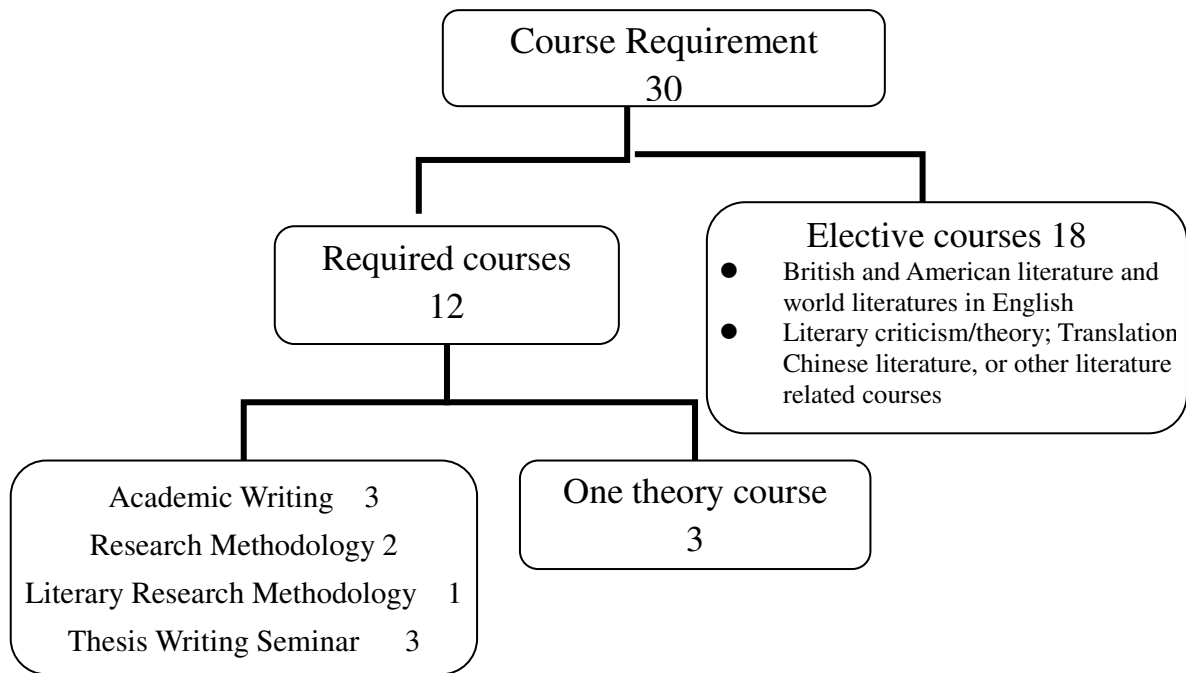 Course Requirement
30
Required courses
12
Elective courses 18
● British and American literature and
world literatures in English
● Literary criticism/theory; Translation
Chinese literature, or other literature
related courses
Academic Writing 3
Research Methodology 2
Literary Research Methodology 1
Thesis Writing Seminar 3
One theory course
3